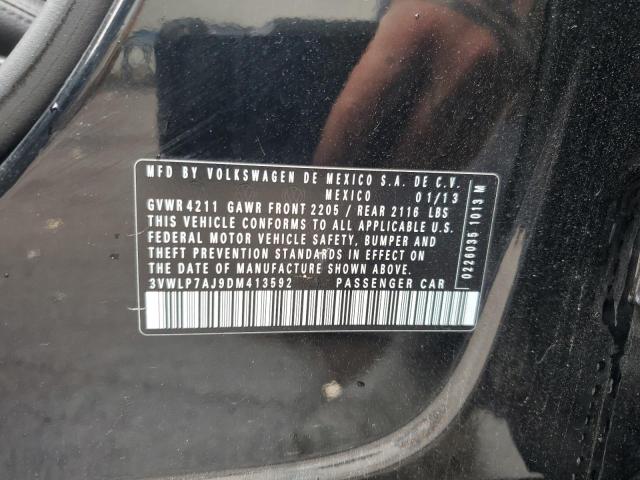 MFD BY VOLKSWAGEN DE MEXICO S.A. DE C.V.
MEXICO 01/13
GVWR 4211 GAWR FRONT 2205 / REAR 2116 LBS
THIS VEHICLE CONFORMS TO ALL APPLICABLE U.S.
FEDERAL MOTOR VEHICLE SAFETY, BUMPER AND
THEFT PREVENTION STANDARDS IN EFFECT ON
THE DATE OF MANUFACTURE SHOWN ABOVE.
3VWLP7AJ9DM413592 PASSENGER CAR
0226035 1013 M